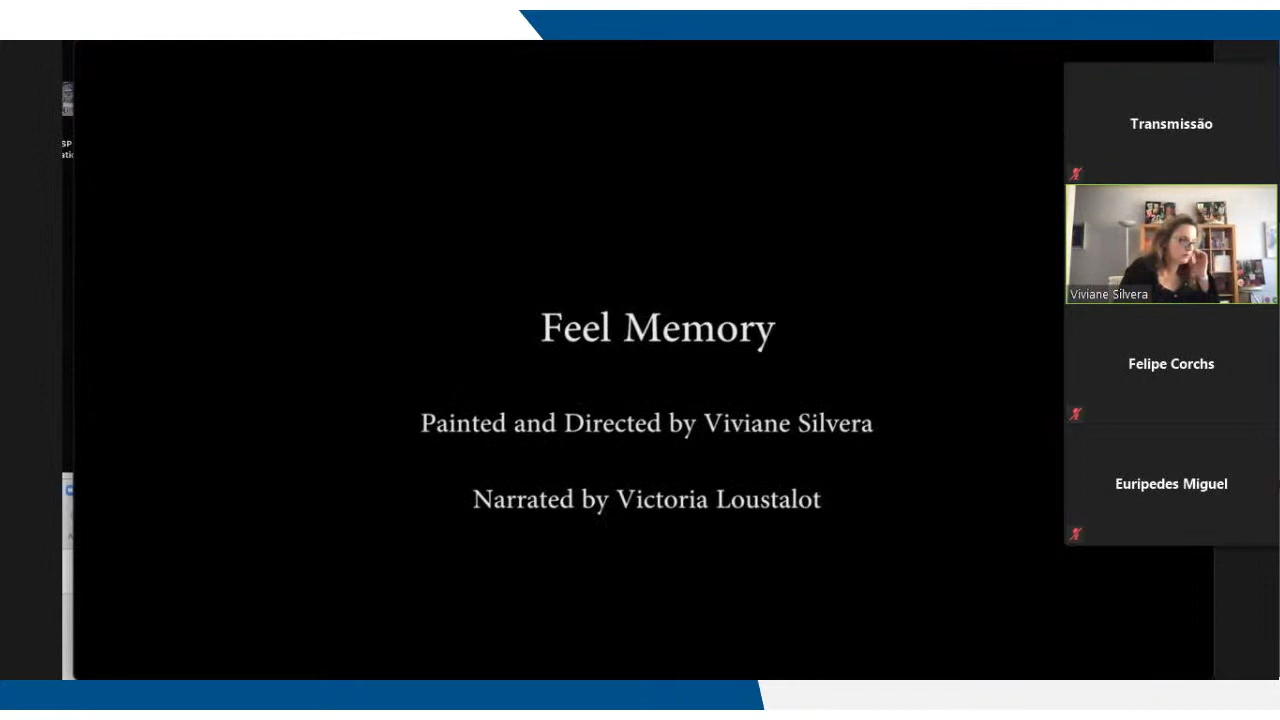 SP
Feel Memory
Painted and Directed by Viviane Silvera
Narrated by Victoria Loustalot
Transmissão
Viviane Silvera
Felipe Corchs
Euripedes Miguel